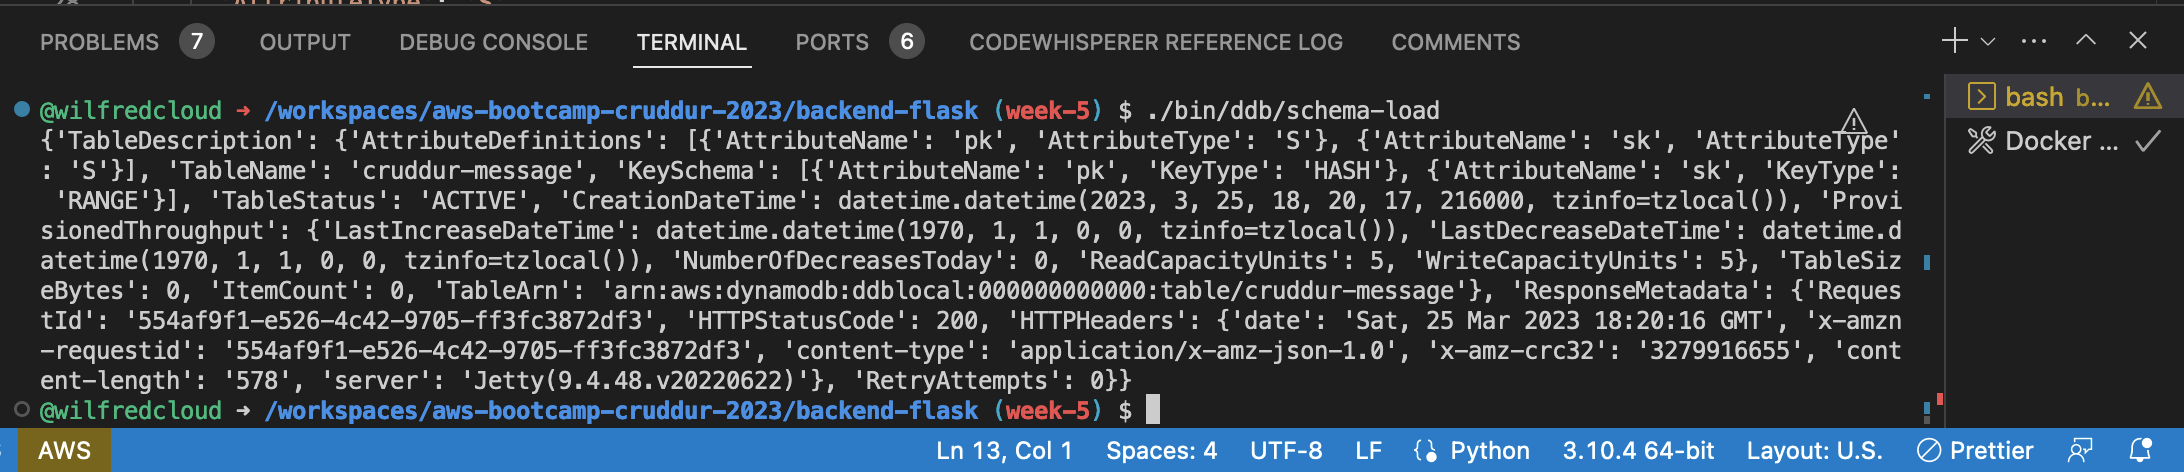 PROBLEMS 7 OUTPUT DEBUG CONSOLE TERMINAL PORTS 6 CODEWHISPERER REFERENCE LOG COMMENTS
@wilfredcloud ➜ /workspaces/aws-bootcamp-cruddur-2023/backend-flask (week-5) $ ./bin/ddb/schema-load
{'TableDescription': {'AttributeDefinitions': [{'AttributeName': 'pk', 'AttributeType': 'S'}, {'AttributeName': 'sk', 'AttributeType'
: 'S'}], 'TableName': 'cruddur-message', 'KeySchema': [{'AttributeName': 'pk', 'KeyType': 'HASH'}, {'AttributeName': 'sk', 'KeyType':
'RANGE'}], 'TableStatus': 'ACTIVE', 'CreationDateTime': datetime.datetime(2023, 3, 25, 18, 20, 17, 216000, tzinfo=tzlocal()), 'Provi
sionedThroughput': {'LastIncreaseDateTime': datetime.datetime(1970, 1, 1, 0, 0, tzinfo=tzlocal()), 'LastDecreaseDateTime': datetime.d
atetime(1970, 1, 1, 0, 0, tzinfo=tzlocal()), 'NumberOfDecreasesToday': 0, 'ReadCapacityUnits': 5, 'WriteCapacityUnits': 5}, 'TableSiz
eBytes': 0, 'ItemCount': 0, 'TableArn': 'arn:aws:dynamodb:ddblocal:000000000000:table/cruddur-message'}, 'ResponseMetadata': {'Reques
tId': '554af9f1-e526-4c42-9705-ff3fc3872df3', 'HTTPStatusCode': 200, 'HTTPHeaders': {'date': 'Sat, 25 Mar 2023 18:20:16 GMT', 'x-amzn
-requestid': '554af9f1-e526-4c42-9705-ff3fc3872df3', 'content-type': 'application/x-amz-json-1.0', 'x-amz-crc32': '3279916655', 'cont
ent-length': '578', 'server': 'Jetty(9.4.48.v20220622)'}, 'RetryAttempts': 0}}
@wilfredcloud ➜ /workspaces/aws-bootcamp-cruddur-2023/backend-flask (week-5) $
bash b...
Docker ...
AWS Ln 13, Col 1 Spaces: 4 UTF-8 LF Python 3.10.4 64-bit Layout: U.S. Prettier